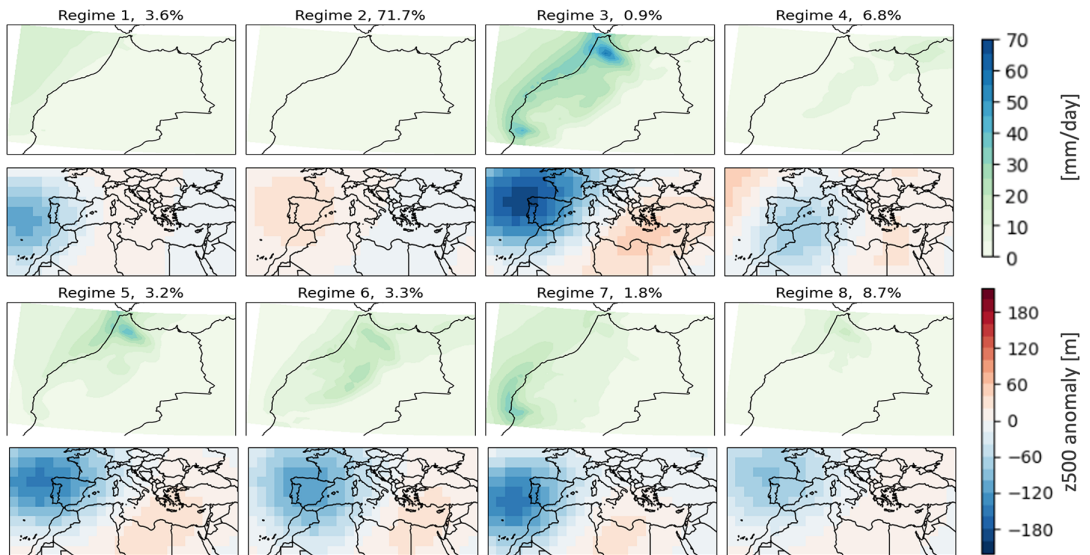 Regime 1, 3.6%
Regime 2, 71.7%
Regime 3, 0.9%
Regime 4, 6.8%
70
60
50
40
30
20
10
0
[mm/day]
Regime 5, 3.2%
Regime 6, 3.3%
Regime 7, 1.8%
Regime 8, 8.7%
180
120
60
0
−60
−120
−180
z500 anomaly [m]